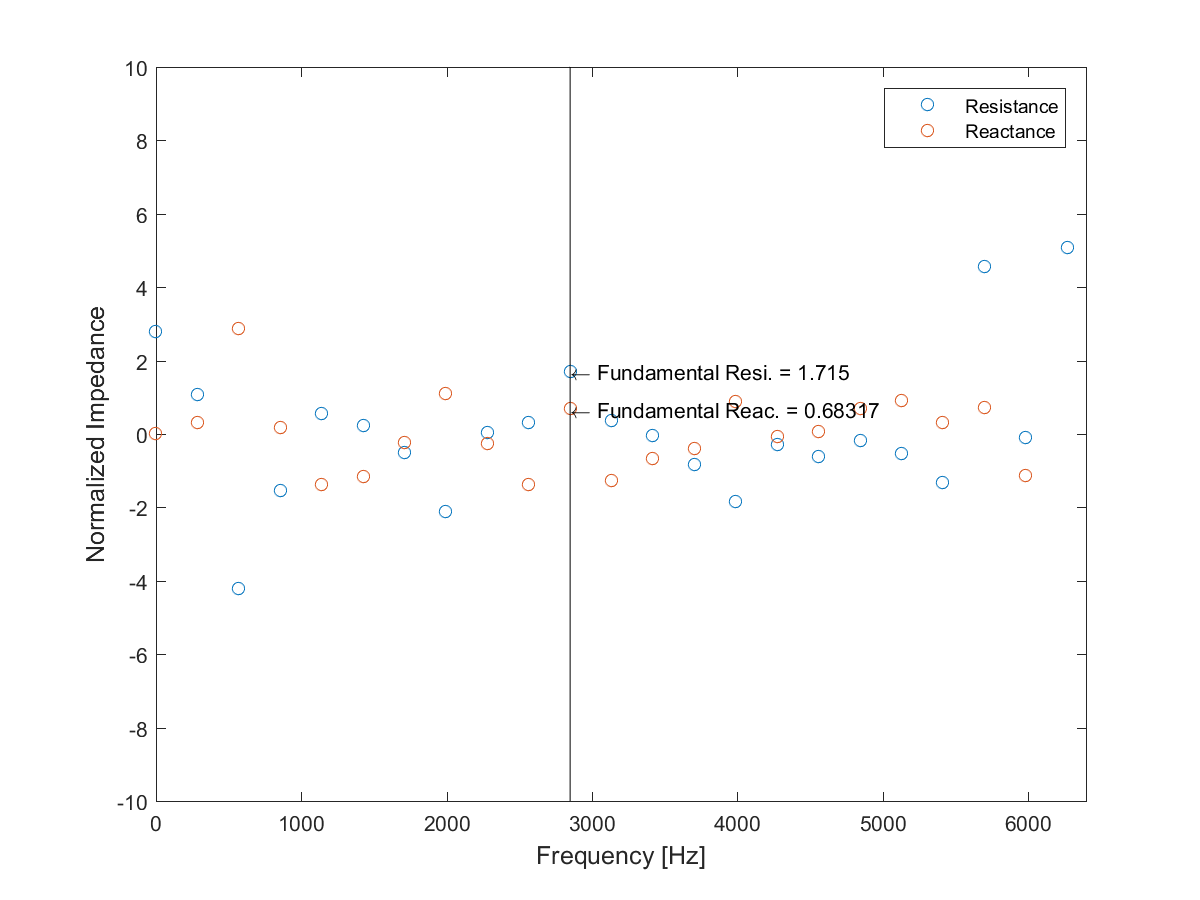 10
8
6
4
2
0
-2
-4
-6
-8
-10
Normalized Impedance
Resistance
Reactance
← Fundamental Resi. = 1.715
← Fundamental Reac. = 0.68317
0 1000 2000 3000 4000 5000 6000
Frequency [Hz]